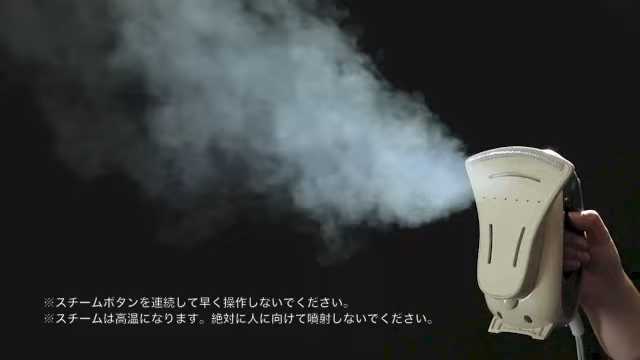 ※スチームボタンを連続して早く操作しないでください。
※スチームは高温になります。絶対に人に向けて噴射しないでください。